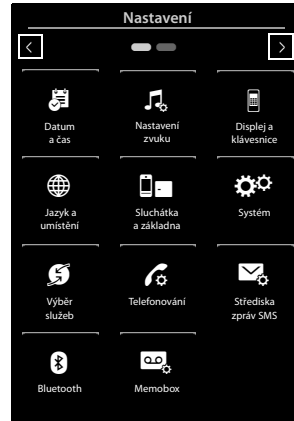 Nastavení
Datum
a čas
Nastavení
zvuku
Displej a
klávesnice
Jazyk a
umístění
Sluchátka
a základna
Systém
Výběr
služeb
Telefonování
Střediska
zpráv SMS
Bluetooth
Memobox